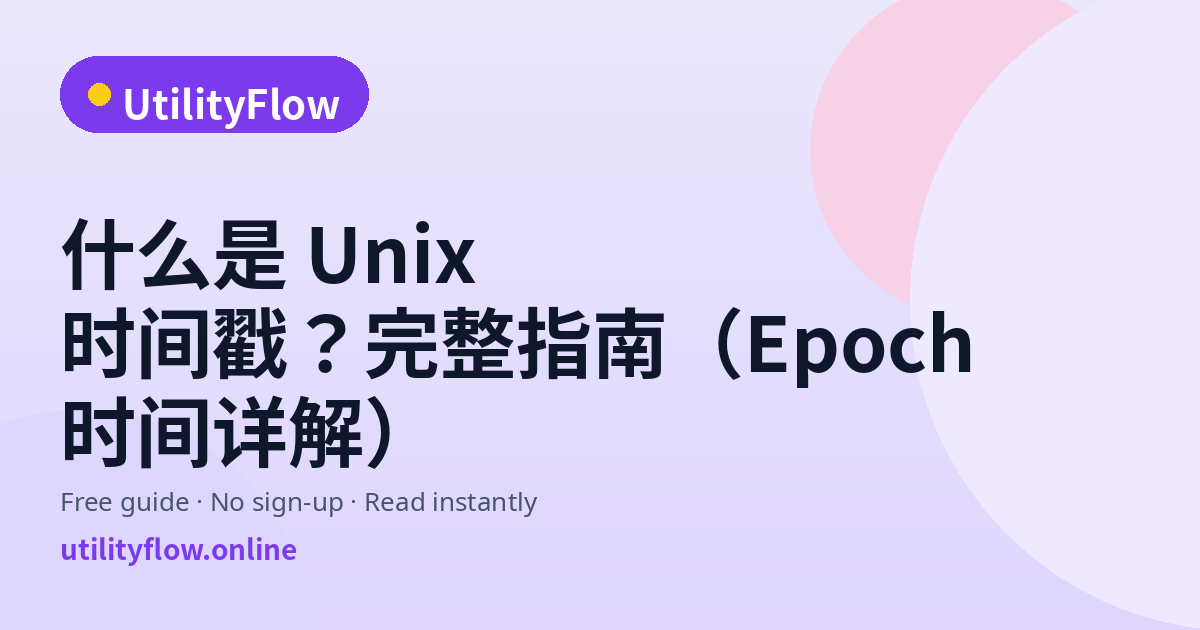 UtilityFlow
什么是 Unix
时间戳？完整指南（Epoch
时间详解）
Free guide · No sign-up · Read instantly
utilityflow.online